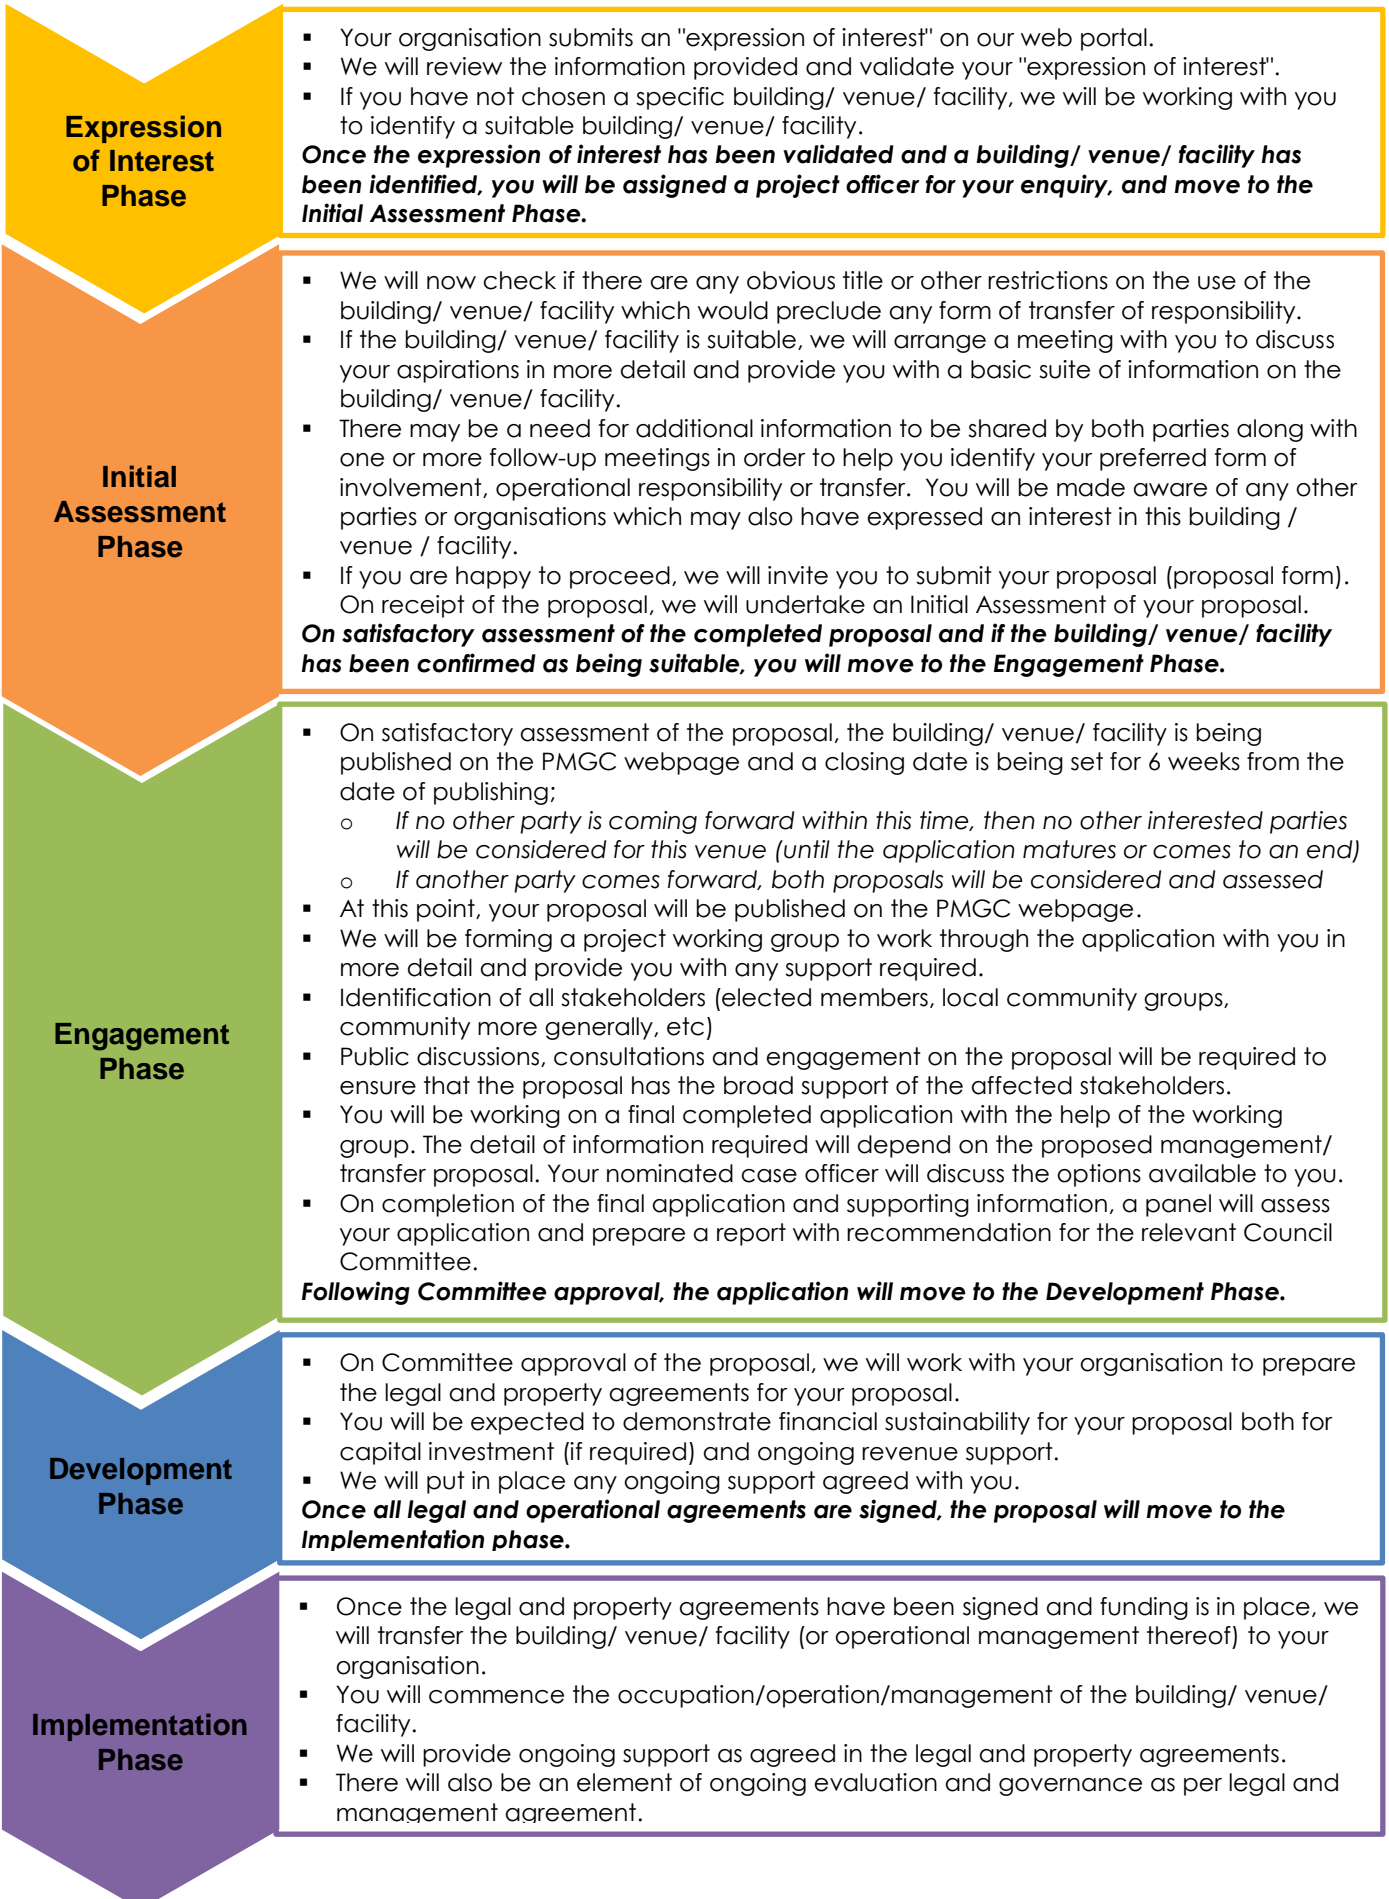 Expression
of Interest
Phase
▪ Your organisation submits an "expression of interest" on our web portal.
▪ We will review the information provided and validate your "expression of interest".
▪ If you have not chosen a specific building/ venue/ facility, we will be working with you
to identify a suitable building/ venue/ facility.
Once the expression of interest has been validated and a building/ venue/ facility has
been identified, you will be assigned a project officer for your enquiry, and move to the
Initial Assessment Phase.
Initial
Assessment
Phase
▪ We will now check if there are any obvious title or other restrictions on the use of the
building/ venue/ facility which would preclude any form of transfer of responsibility.
▪ If the building/ venue/ facility is suitable, we will arrange a meeting with you to discuss
your aspirations in more detail and provide you with a basic suite of information on the
building/ venue/ facility.
▪ There may be a need for additional information to be shared by both parties along with
one or more follow-up meetings in order to help you identify your preferred form of
involvement, operational responsibility or transfer. You will be made aware of any other
parties or organisations which may also have expressed an interest in this building /
venue / facility.
▪ If you are happy to proceed, we will invite you to submit your proposal (proposal form).
On receipt of the proposal, we will undertake an Initial Assessment of your proposal.
On satisfactory assessment of the completed proposal and if the building/ venue/ facility
has been confirmed as being suitable, you will move to the Engagement Phase.
Engagement
Phase
▪ On satisfactory assessment of the proposal, the building/ venue/ facility is being
published on the PMGC webpage and a closing date is being set for 6 weeks from the
date of publishing;
o If no other party is coming forward within this time, then no other interested parties
will be considered for this venue (until the application matures or comes to an end)
o If another party comes forward, both proposals will be considered and assessed
▪ At this point, your proposal will be published on the PMGC webpage.
▪ We will be forming a project working group to work through the application with you in
more detail and provide you with any support required.
▪ Identification of all stakeholders (elected members, local community groups,
community more generally, etc)
▪ Public discussions, consultations and engagement on the proposal will be required to
ensure that the proposal has the broad support of the affected stakeholders.
▪ You will be working on a final completed application with the help of the working
group. The detail of information required will depend on the proposed management/
transfer proposal. Your nominated case officer will discuss the options available to you.
▪ On completion of the final application and supporting information, a panel will assess
your application and prepare a report with recommendation for the relevant Council
Committee.
Following Committee approval, the application will move to the Development Phase.
Development
Phase
▪ On Committee approval of the proposal, we will work with your organisation to prepare
the legal and property agreements for your proposal.
▪ You will be expected to demonstrate financial sustainability for your proposal both for
capital investment (if required) and ongoing revenue support.
▪ We will put in place any ongoing support agreed with you.
Once all legal and operational agreements are signed, the proposal will move to the
Implementation phase.
Implementation
Phase
▪ Once the legal and property agreements have been signed and funding is in place, we
will transfer the building/ venue/ facility (or operational management thereof) to your
organisation.
▪ You will commence the occupation/operation/management of the building/ venue/
facility.
▪ We will provide ongoing support as agreed in the legal and property agreements.
▪ There will also be an element of ongoing evaluation and governance as per legal and
management agreement.